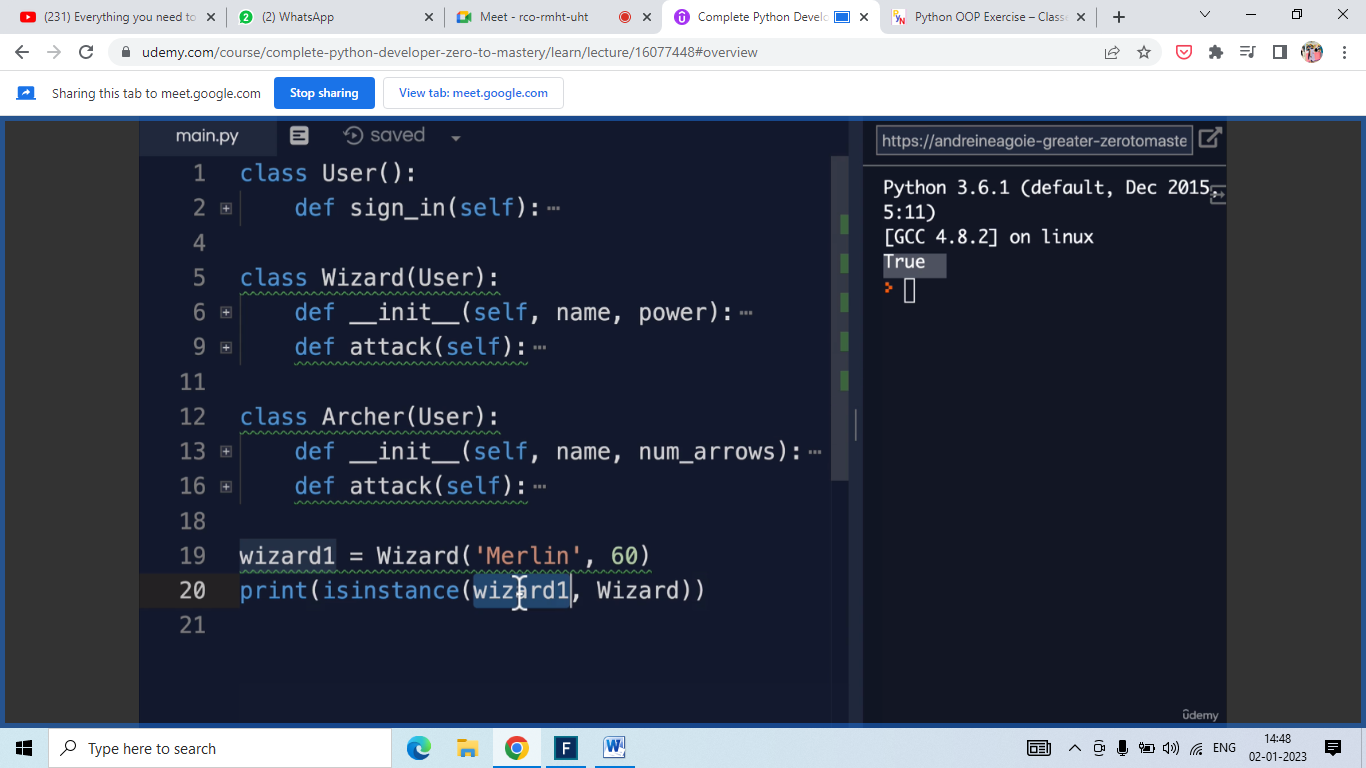 (231) Everything you need to
(2) WhatsApp
Meet - rco-rmht-uht
Complete Python Develo
Python OOP Exercise – Classe
udemy.com/course/complete-python-developer-zero-to-mastery/learn/lecture/16077448#overview
Sharing this tab to meet.google.com
Stop sharing
View tab: meet.google.com
main.py
saved
1 class User():
2 def sign_in(self):
4
5 class Wizard(User):
6 def __init__(self, name, power):
9 def attack(self):
11
12 class Archer(User):
13 def __init__(self, name, num_arrows):
16 def attack(self):
18
19 wizard1 = Wizard('Merlin', 60)
20 print(isinstance(wizard1, Wizard))
21
https://andreineagoie-greater-zerotomaste
Python 3.6.1 (default, Dec 2015,
5:11)
[GCC 4.8.2] on linux
True
udemy
Type here to search
ENG
14:48
02-01-2023